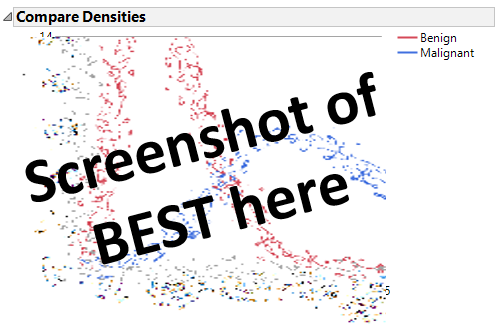 Compare Densities
Benign
Malignant
Screenshot of
BEST here